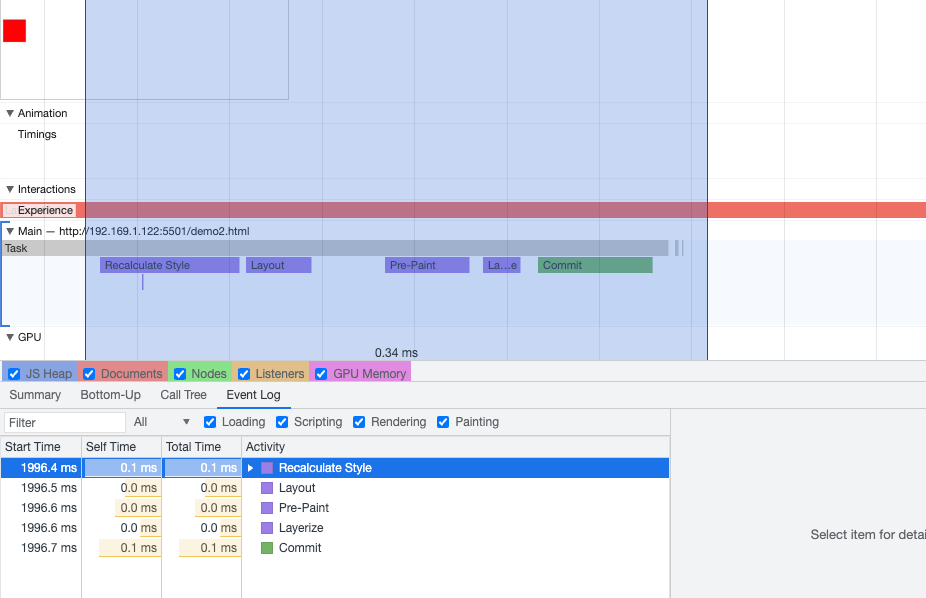 Animation
Timings
Interactions
Experience
Main — http://192.169.1.122:5501/demo2.html
Task
Recalculate Style Layout Pre-Paint La…e Commit
GPU
0.34 ms
JS Heap Documents Nodes Listeners GPU Memory
Summary Bottom-Up Call Tree Event Log
Filter All Loading Scripting Rendering Painting
Start Time Self Time Total Time Activity
1996.4 ms 0.1 ms 0.1 ms Recalculate Style
1996.5 ms 0.0 ms 0.0 ms Layout
1996.6 ms 0.0 ms 0.0 ms Pre-Paint
1996.6 ms 0.0 ms 0.0 ms Layerize
1996.7 ms 0.1 ms 0.1 ms Commit
Select item for detai